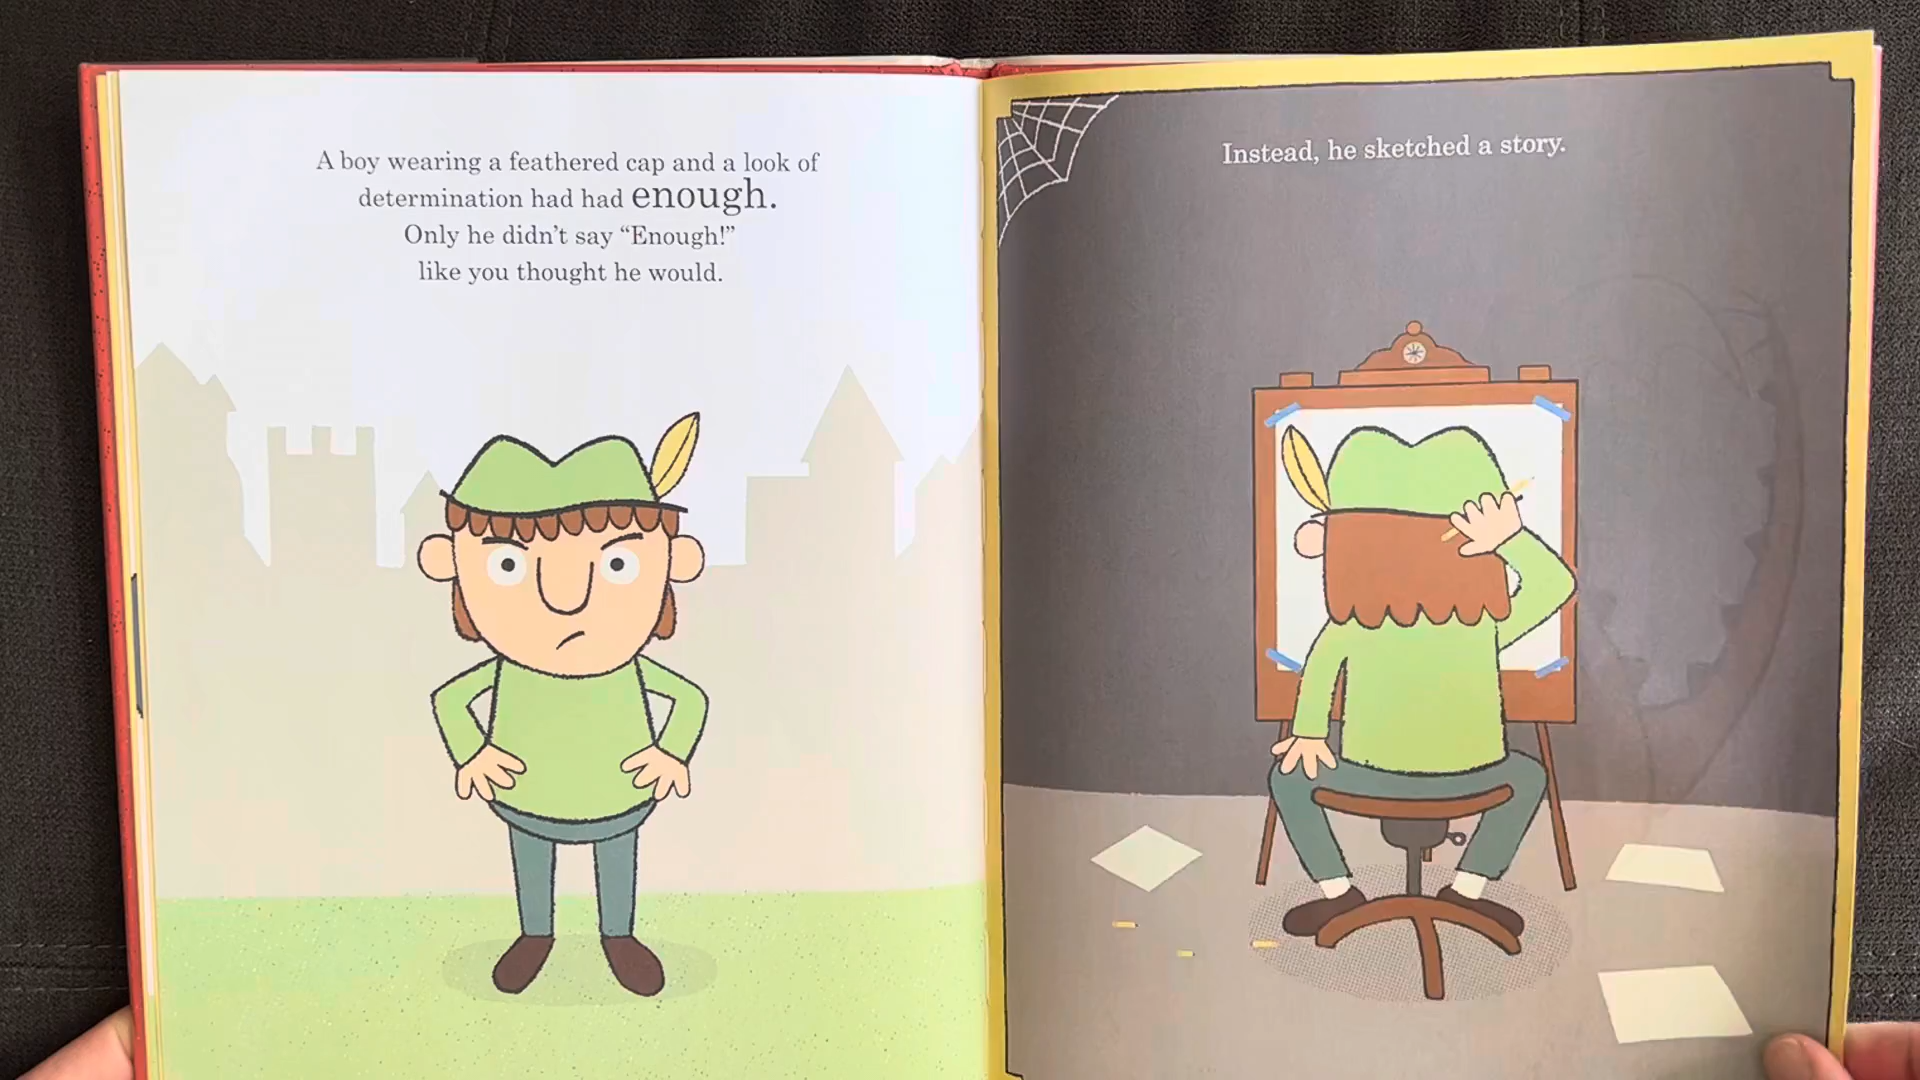 A boy wearing a feathered cap and a look of
determination had had enough.
Only he didn’t say “Enough!”
like you thought he would.
Instead, he sketched a story.